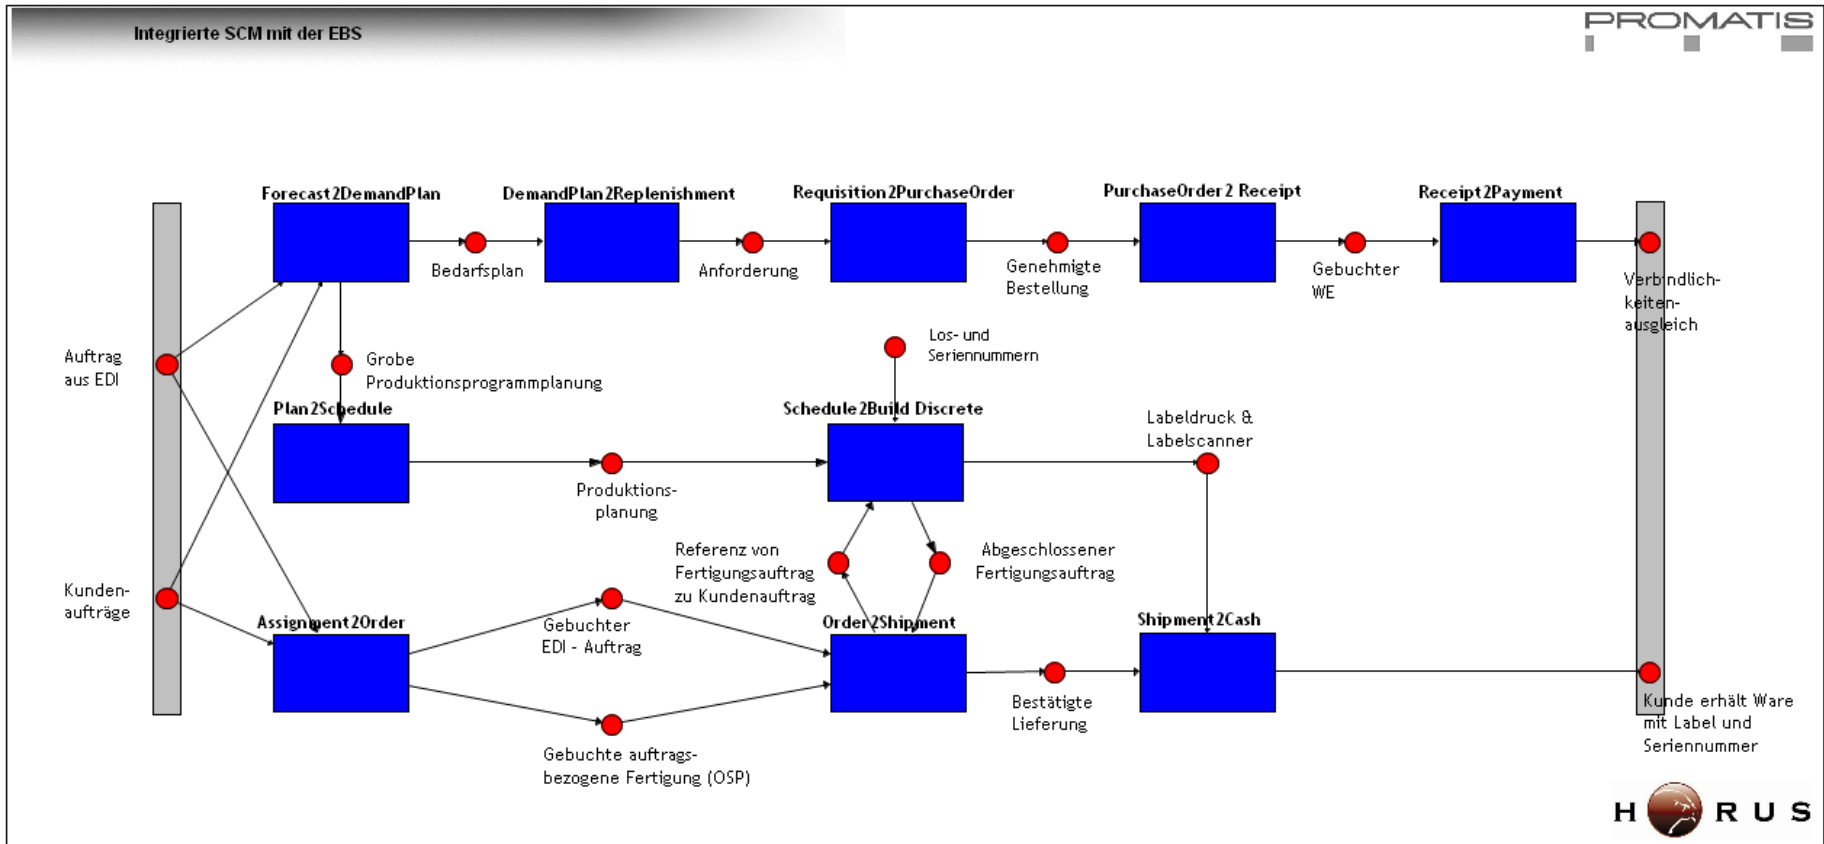 Integrierte SCM mit der EBS
PROMATIS
Forecast2DemandPlan
DemandPlan2Replenishment
Requisition2PurchaseOrder
PurchaseOrder2 Receipt
Receipt2Payment
Bedarfsplan
Anforderung
Genehmigte
Bestellung
Gebuchter
WE
Verbindlich-
keiten-
ausgleich
Auftrag
aus EDI
Grobe
Produktionsprogrammplanung
Los- und
Seriennummern
Plan2Schedule
Schedule2Build Discrete
Labeldruck &
Labelscanner
Produktions-
planung
Referenz von
Fertigungsauftrag
zu Kundenauftrag
Abgeschlossener
Fertigungsauftrag
Kunden-
aufträge
Assignment2Order
Gebuchter
EDI - Auftrag
Order2Shipment
Shipment2Cash
Bestätigte
Lieferung
Kunde erhält Ware
mit Label und
Seriennummer
Gebuchte auftrags-
bezogene Fertigung (OSP)
HORUS